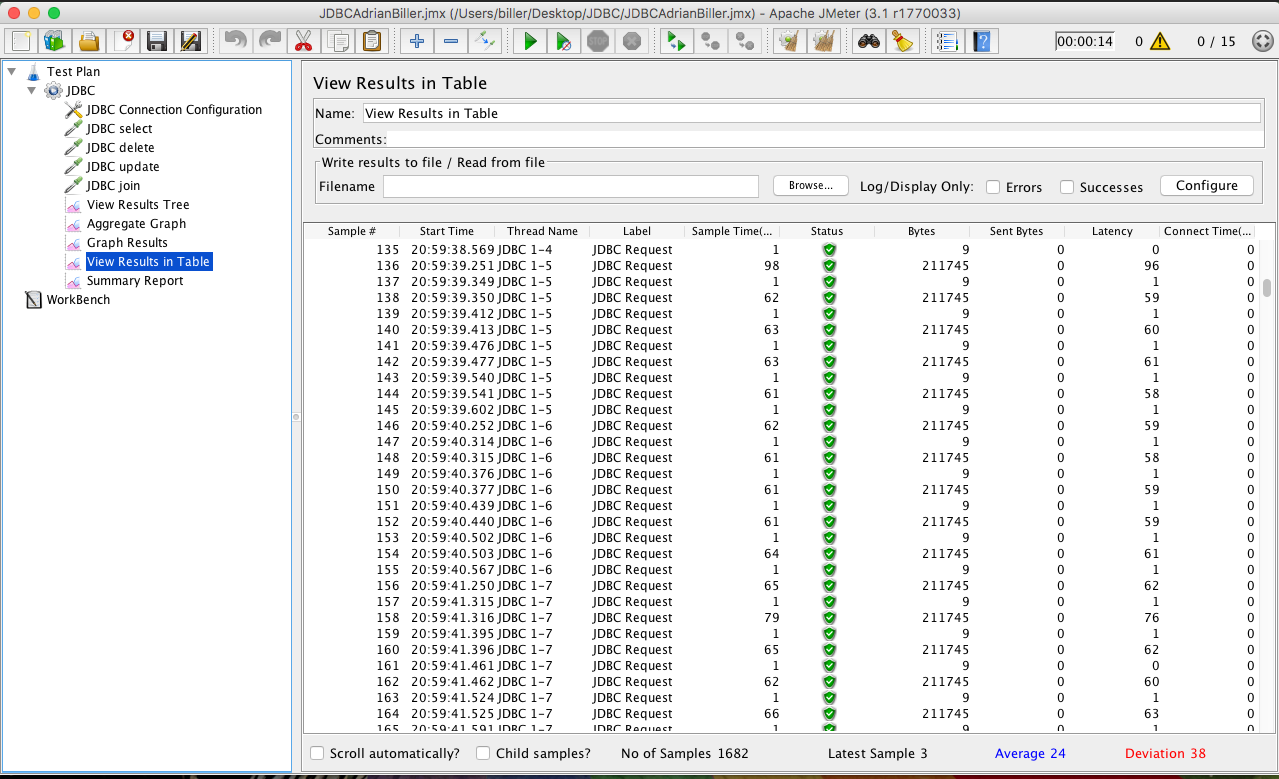 JDBCAdrianBiller.jmx (/Users/biller/Desktop/JDBC/JDBCAdrianBiller.jmx) - Apache JMeter (3.1 r1770033)
00:00:14 0 0 / 15
Test Plan
JDBC
JDBC Connection Configuration
JDBC select
JDBC delete
JDBC update
JDBC join
View Results Tree
Aggregate Graph
Graph Results
View Results in Table
Summary Report
WorkBench
View Results in Table
Name: View Results in Table
Comments:
Write results to file / Read from file
Filename Browse... Log/Display Only: Errors Successes Configure
Sample # Start Time Thread Name Label Sample Time(... Status Bytes Sent Bytes Latency Connect Time(...
135 20:59:38.569 JDBC 1-4 JDBC Request 1 9 0 0 0
136 20:59:39.251 JDBC 1-5 JDBC Request 98 211745 0 96 0
137 20:59:39.349 JDBC 1-5 JDBC Request 1 9 0 1 0
138 20:59:39.350 JDBC 1-5 JDBC Request 62 211745 0 59 0
139 20:59:39.412 JDBC 1-5 JDBC Request 1 9 0 1 0
140 20:59:39.413 JDBC 1-5 JDBC Request 63 211745 0 60 0
141 20:59:39.476 JDBC 1-5 JDBC Request 1 9 0 1 0
142 20:59:39.477 JDBC 1-5 JDBC Request 63 211745 0 61 0
143 20:59:39.540 JDBC 1-5 JDBC Request 1 9 0 1 0
144 20:59:39.541 JDBC 1-5 JDBC Request 61 211745 0 58 0
145 20:59:39.602 JDBC 1-5 JDBC Request 1 9 0 1 0
146 20:59:40.252 JDBC 1-6 JDBC Request 62 211745 0 59 0
147 20:59:40.314 JDBC 1-6 JDBC Request 1 9 0 1 0
148 20:59:40.315 JDBC 1-6 JDBC Request 61 211745 0 58 0
149 20:59:40.376 JDBC 1-6 JDBC Request 1 9 0 1 0
150 20:59:40.377 JDBC 1-6 JDBC Request 61 211745 0 59 0
151 20:59:40.439 JDBC 1-6 JDBC Request 1 9 0 1 0
152 20:59:40.440 JDBC 1-6 JDBC Request 61 211745 0 59 0
153 20:59:40.502 JDBC 1-6 JDBC Request 1 9 0 1 0
154 20:59:40.503 JDBC 1-6 JDBC Request 64 211745 0 61 0
155 20:59:40.567 JDBC 1-6 JDBC Request 1 9 0 1 0
156 20:59:41.250 JDBC 1-7 JDBC Request 65 211745 0 62 0
157 20:59:41.315 JDBC 1-7 JDBC Request 1 9 0 1 0
158 20:59:41.316 JDBC 1-7 JDBC Request 79 211745 0 76 0
159 20:59:41.395 JDBC 1-7 JDBC Request 1 9 0 1 0
160 20:59:41.396 JDBC 1-7 JDBC Request 65 211745 0 62 0
161 20:59:41.461 JDBC 1-7 JDBC Request 1 9 0 0 0
162 20:59:41.462 JDBC 1-7 JDBC Request 62 211745 0 60 0
163 20:59:41.524 JDBC 1-7 JDBC Request 1 9 0 1 0
164 20:59:41.525 JDBC 1-7 JDBC Request 66 211745 0 63 0
165 20:59:41.591 JDBC 1-7 JDBC Request 1 9 0 1 0
Scroll automatically? Child samples? No of Samples 1682 Latest Sample 3 Average 24 Deviation 38